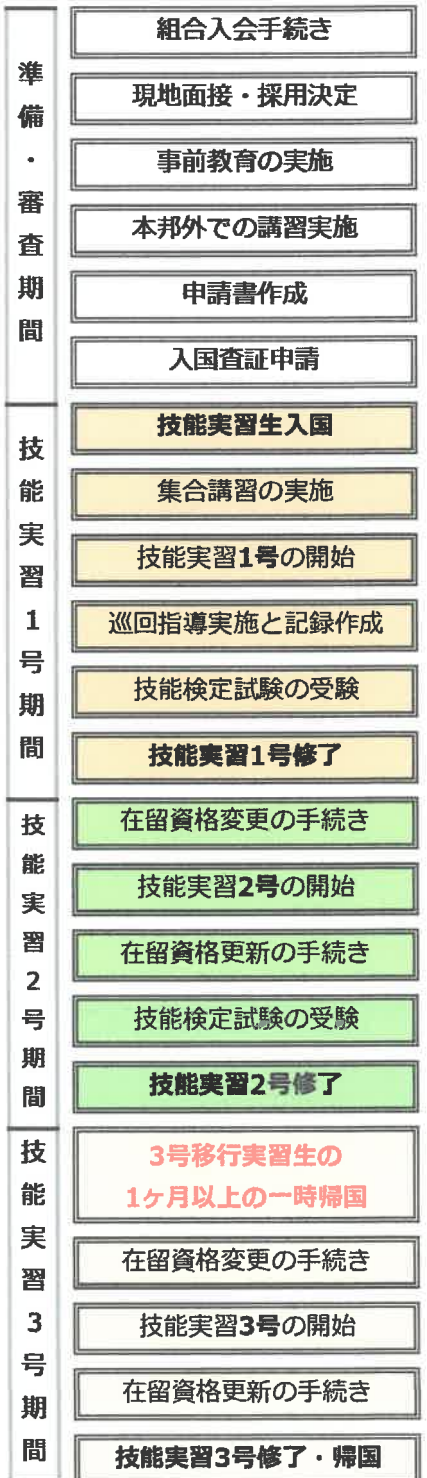 準備・審査期間
組合入会手続き
現地面接・採用決定
事前教育の実施
本邦外での講習実施
申請書作成
入国査証申請
技能実習1号期間
技能実習生入国
集合講習の実施
技能実習1号の開始
巡回指導実施と記録作成
技能検定試験の受験
技能実習1号修了
技能実習2号期間
在留資格変更の手続き
技能実習2号の開始
在留資格更新の手続き
技能検定試験の受験
技能実習2号修了
技能実習3号期間
3号移行実習生の
1ヶ月以上の一時帰国
在留資格変更の手続き
技能実習3号の開始
在留資格更新の手続き
技能実習3号修了・帰国